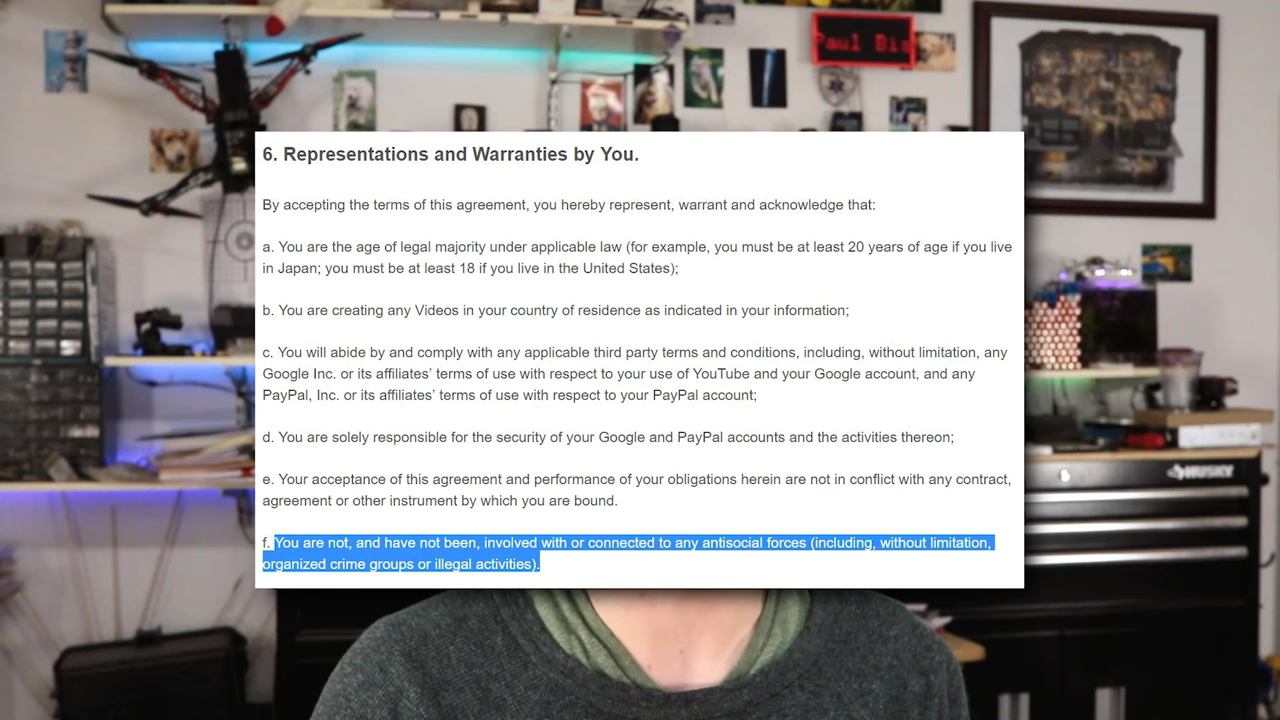 Paul Bis
6. Representations and Warranties by You.
By accepting the terms of this agreement, you hereby represent, warrant and acknowledge that:
a. You are the age of legal majority under applicable law (for example, you must be at least 20 years of age if you live
in Japan; you must be at least 18 if you live in the United States);
b. You are creating any Videos in your country of residence as indicated in your information;
c. You will abide by and comply with any applicable third party terms and conditions, including, without limitation, any
Google Inc. or its affiliates’ terms of use with respect to your use of YouTube and your Google account, and any
PayPal, Inc. or its affiliates’ terms of use with respect to your PayPal account;
d. You are solely responsible for the security of your Google and PayPal accounts and the activities thereon;
e. Your acceptance of this agreement and performance of your obligations herein are not in conflict with any contract,
agreement or other instrument by which you are bound.
HUSKY
f. You are not, and have not been, involved with or connected to any antisocial forces (including, without limitation,
organized crime groups or illegal activities).